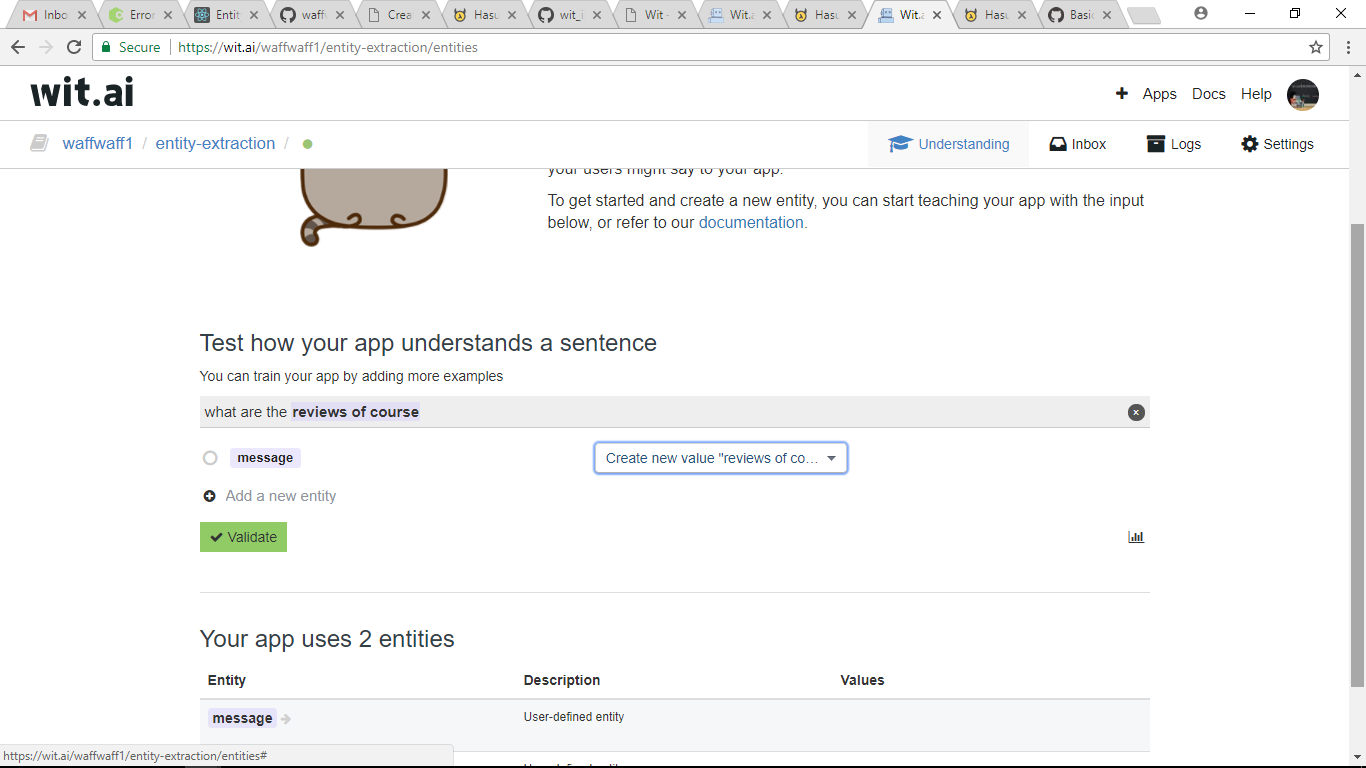 Inbo
Error
Entit
waffv
Crea
Hasu
wit_i
Wit -
Wit.a
Hasu
Wit.a
Hasu
Basic
Secure
https://wit.ai/waffwaff1/entity-extraction/entities
wit.ai
Apps Docs Help
waffwaff1 / entity-extraction /
Understanding Inbox Logs Settings
your users might say to your app.
To get started and create a new entity, you can start teaching your app with the input
below, or refer to our documentation.
Test how your app understands a sentence
You can train your app by adding more examples
what are the reviews of course
message
Create new value "reviews of co...
Add a new entity
Validate
Your app uses 2 entities
Entity Description Values
message User-defined entity
https://wit.ai/waffwaff1/entity-extraction/entities#